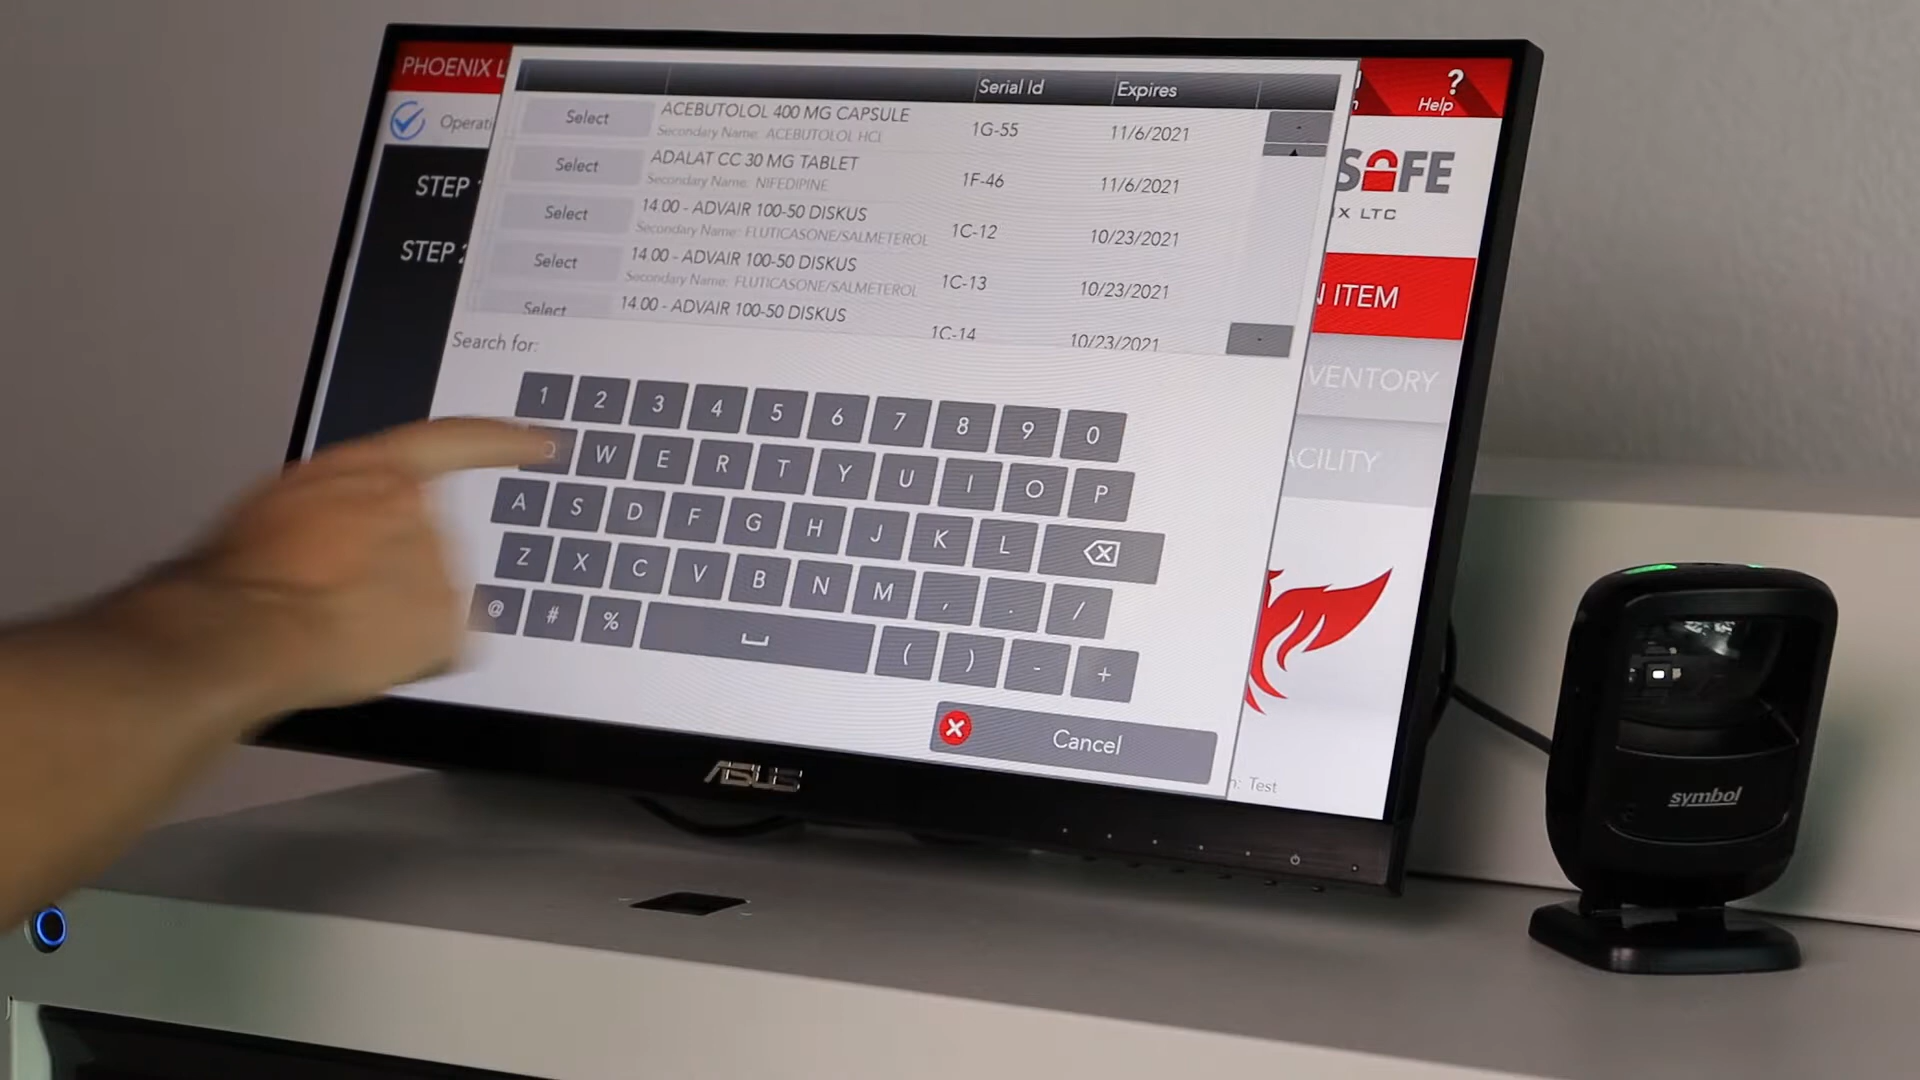 PHOENIX L
Serial Id
Expires
?
Help
Operati
Select
ACEBUTOLOL 400 MG CAPSULE
Secondary Name: ACEBUTOLOL HCL
1G-55
11/6/2021
STEP
Select
ADALAT CC 30 MG TABLET
Secondary Name: NIFEDIPINE
1F-46
11/6/2021
SAFE
IX LTC
Select
14.00 - ADVAIR 100-50 DISKUS
Secondary Name: FLUTICASONE/SALMETEROL
1C-12
10/23/2021
STEP 2
Select
14.00 - ADVAIR 100-50 DISKUS
Secondary Name: FLUTICASONE/SALMETEROL
1C-13
10/23/2021
N ITEM
Select
14.00 - ADVAIR 100-50 DISKUS
1C-14
10/23/2021
Search for:
VENTORY
ACILITY
1 2 3 4 5 6 7 8 9 0
Q W E R T Y U I O P
A S D F G H J K L
Z X C V B N M , . /
@ # % ( ) - +
Cancel
n: Test
ASUS
symbol